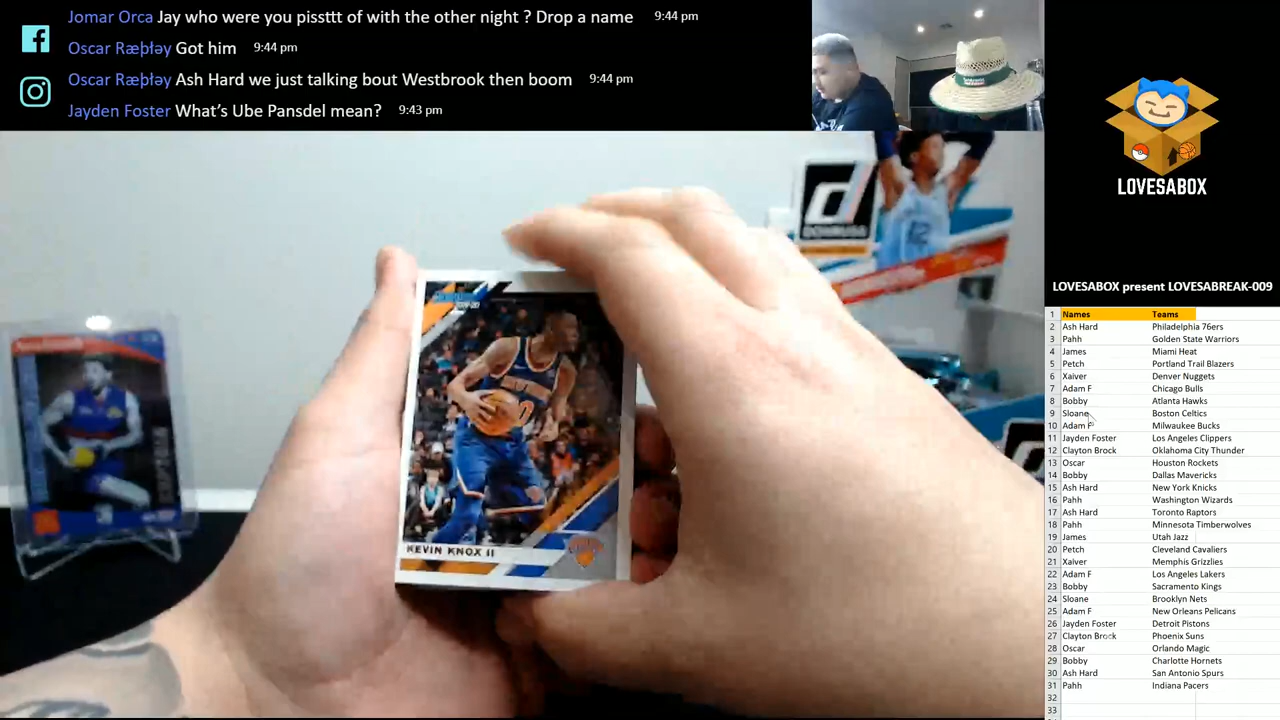 Jomar Orca Jay who were you pissttt of with the other night ? Drop a name 9:44 pm
Oscar Ræþłəy Got him 9:44 pm
Oscar Ræþłəy Ash Hard we just talking bout Westbrook then boom 9:44 pm
Jayden Foster What's Ube Pansdel mean? 9:43 pm
LOVESABOX
LOVESABOX present LOVESABREAK-009
DONRUSS
KEVIN KNOX II
1 Names Teams
2 Ash Hard Philadelphia 76ers
3 Pahh Golden State Warriors
4 James Miami Heat
5 Petch Portland Trail Blazers
6 Xaiver Denver Nuggets
7 Adam F Chicago Bulls
8 Bobby Atlanta Hawks
9 Sloane Boston Celtics
10 Adam F Milwaukee Bucks
11 Jayden Foster Los Angeles Clippers
12 Clayton Brock Oklahoma City Thunder
13 Oscar Houston Rockets
14 Bobby Dallas Mavericks
15 Ash Hard New York Knicks
16 Pahh Washington Wizards
17 Ash Hard Toronto Raptors
18 Pahh Minnesota Timberwolves
19 James Utah Jazz
20 Petch Cleveland Cavaliers
21 Xaiver Memphis Grizzlies
22 Adam F Los Angeles Lakers
23 Bobby Sacramento Kings
24 Sloane Brooklyn Nets
25 Adam F New Orleans Pelicans
26 Jayden Foster Detroit Pistons
27 Clayton Brock Phoenix Suns
28 Oscar Orlando Magic
29 Bobby Charlotte Hornets
30 Ash Hard San Antonio Spurs
31 Pahh Indiana Pacers
32
33